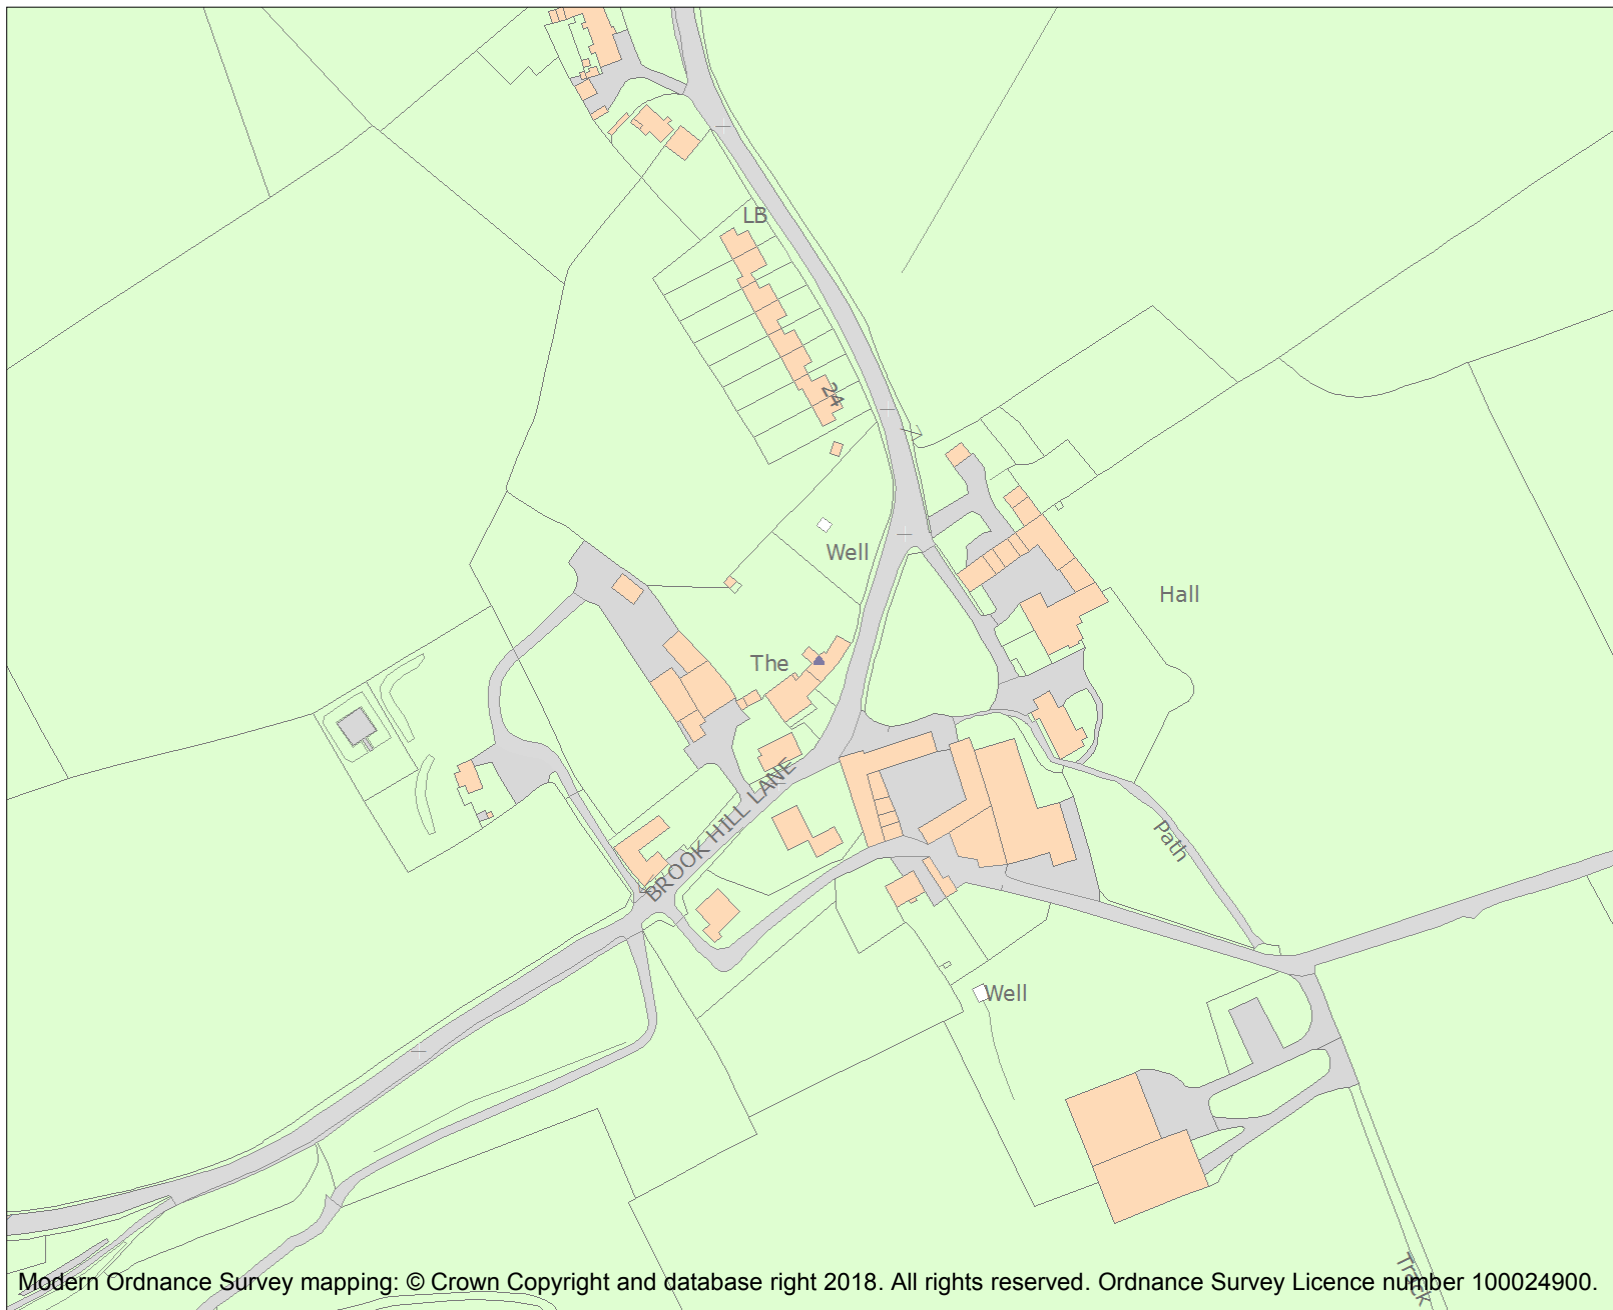 LB
24
Well
Hall
The
BROOK HILL LANE
Path
Well
Track
Modern Ordnance Survey mapping: © Crown Copyright and database right 2018. All rights reserved. Ordnance Survey Licence number 100024900.